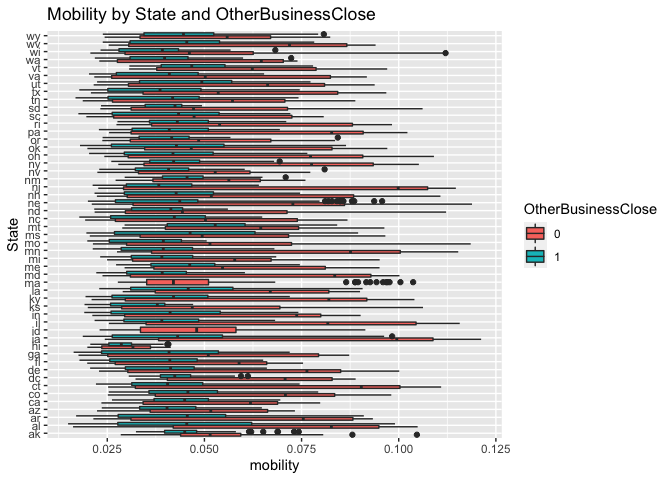 Mobility by State and OtherBusinessClose
State
wy
wv
wi
wa
vt
va
ut
tx
tn
sd
sc
ri
pa
or
ok
oh
ny
nv
nm
nj
nh
ne
nd
nc
mt
ms
mo
mn
mi
me
md
ma
la
ky
ks
in
il
id
ia
hi
ga
fl
de
dc
ct
co
ca
az
ar
al
ak
0.025 0.050 0.075 0.100 0.125
mobility
OtherBusinessClose
0
1